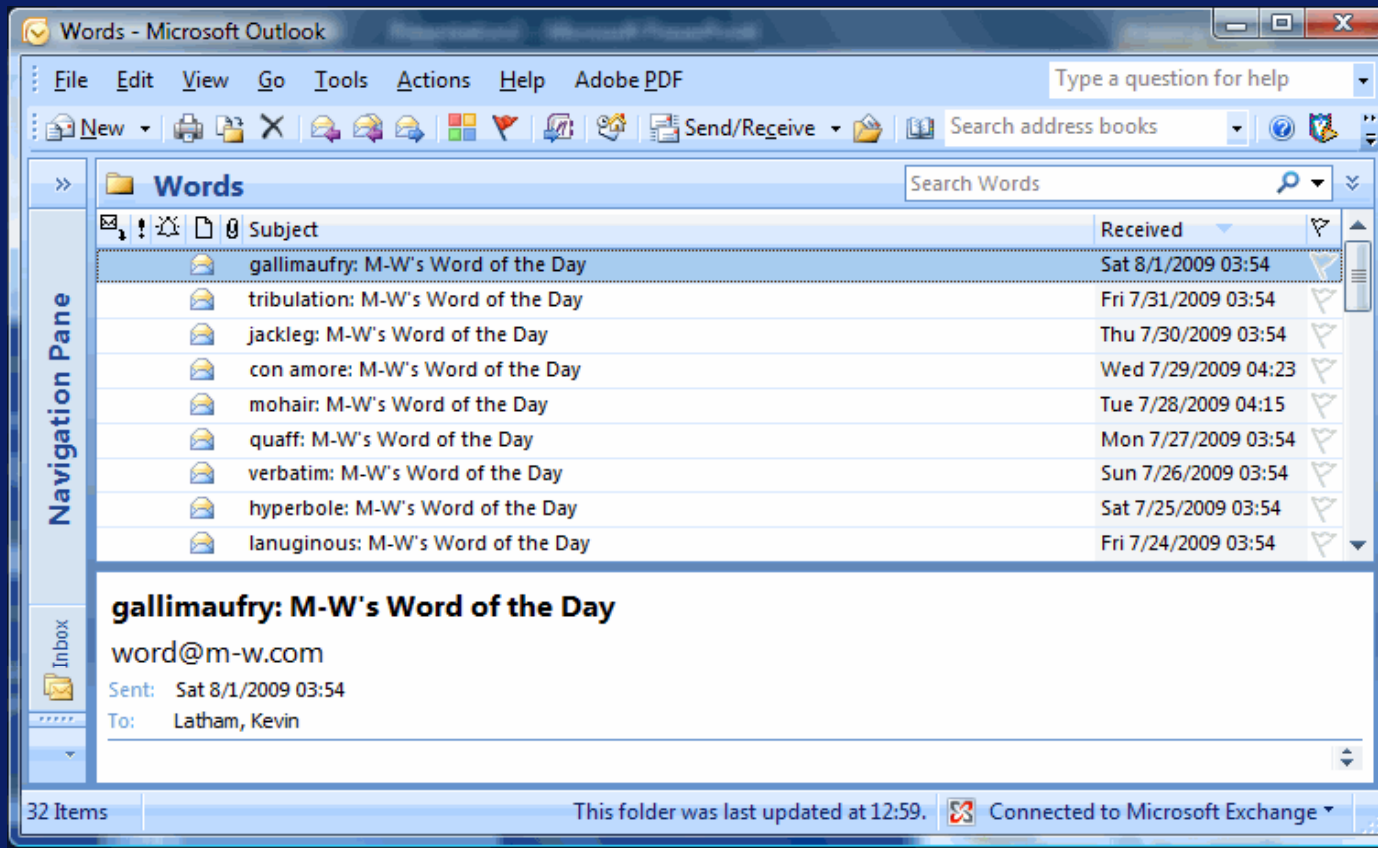 Words - Microsoft Outlook
File Edit View Go Tools Actions Help Adobe PDF Type a question for help
New Send/Receive Search address books
Words Search Words
Subject Received
gallimaufry: M-W's Word of the Day Sat 8/1/2009 03:54
tribulation: M-W's Word of the Day Fri 7/31/2009 03:54
jackleg: M-W's Word of the Day Thu 7/30/2009 03:54
con amore: M-W's Word of the Day Wed 7/29/2009 04:23
mohair: M-W's Word of the Day Tue 7/28/2009 04:15
quaff: M-W's Word of the Day Mon 7/27/2009 03:54
verbatim: M-W's Word of the Day Sun 7/26/2009 03:54
hyperbole: M-W's Word of the Day Sat 7/25/2009 03:54
lanuginous: M-W's Word of the Day Fri 7/24/2009 03:54
Navigation Pane
Inbox
gallimaufry: M-W's Word of the Day
word@m-w.com
Sent: Sat 8/1/2009 03:54
To: Latham, Kevin
32 Items This folder was last updated at 12:59. Connected to Microsoft Exchange